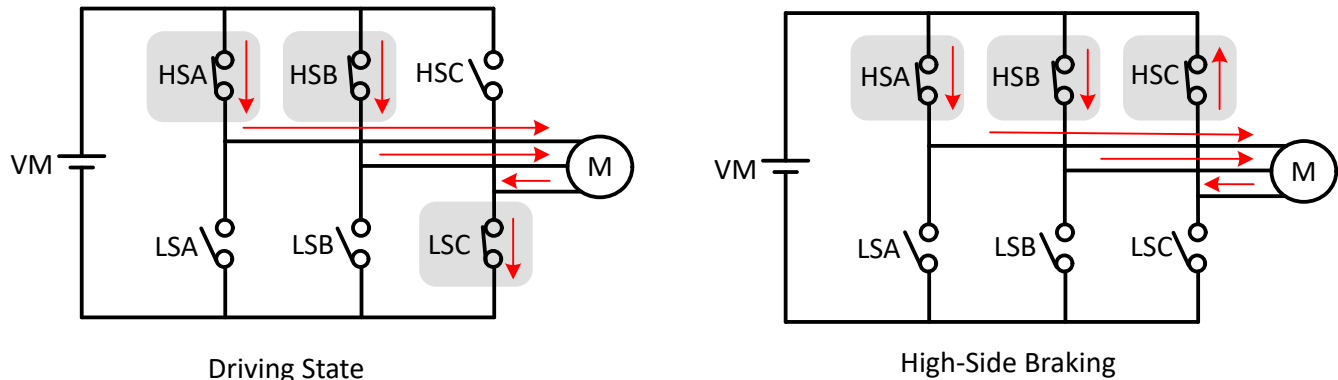 HSA
HSB
HSC
VM
M
LSA
LSB
LSC
Driving State
HSA
HSB
HSC
VM
M
LSA
LSB
LSC
High-Side Braking